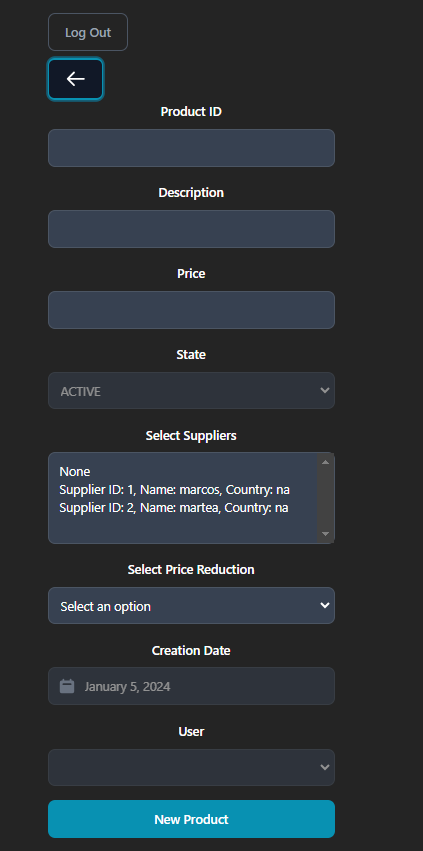 Log Out
Product ID
Description
Price
State
ACTIVE
Select Suppliers
None
Supplier ID: 1, Name: marcos, Country: na
Supplier ID: 2, Name: martea, Country: na
Select Price Reduction
Select an option
Creation Date
January 5, 2024
User
New Product